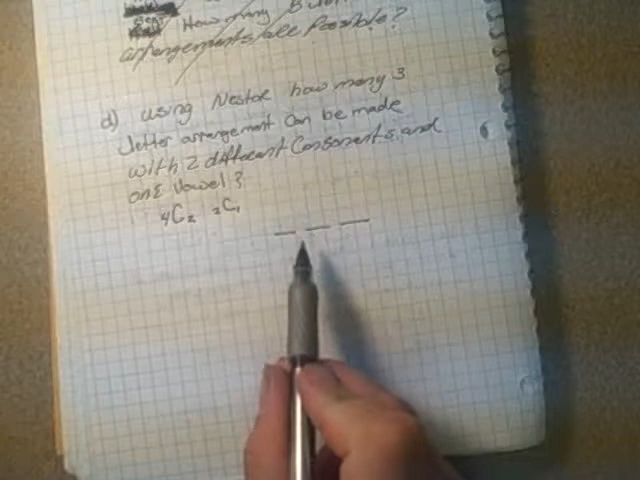 How many
arrangements are Possible?
d) using Nestor how many 3
letter arrangement can be made
with 2 different Consonants and
one Vowel?
4C2 2C1